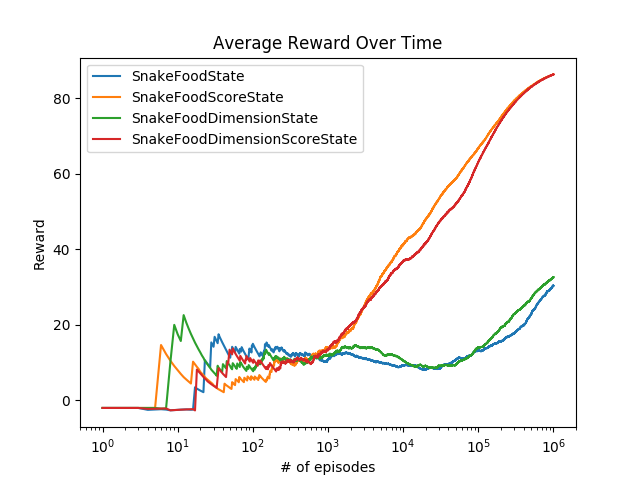 Average Reward Over Time
SnakeFoodState
SnakeFoodScoreState
SnakeFoodDimensionState
SnakeFoodDimensionScoreState
Reward
80
60
40
20
0
10⁰ 10¹ 10² 10³ 10⁴ 10⁵ 10⁶
# of episodes